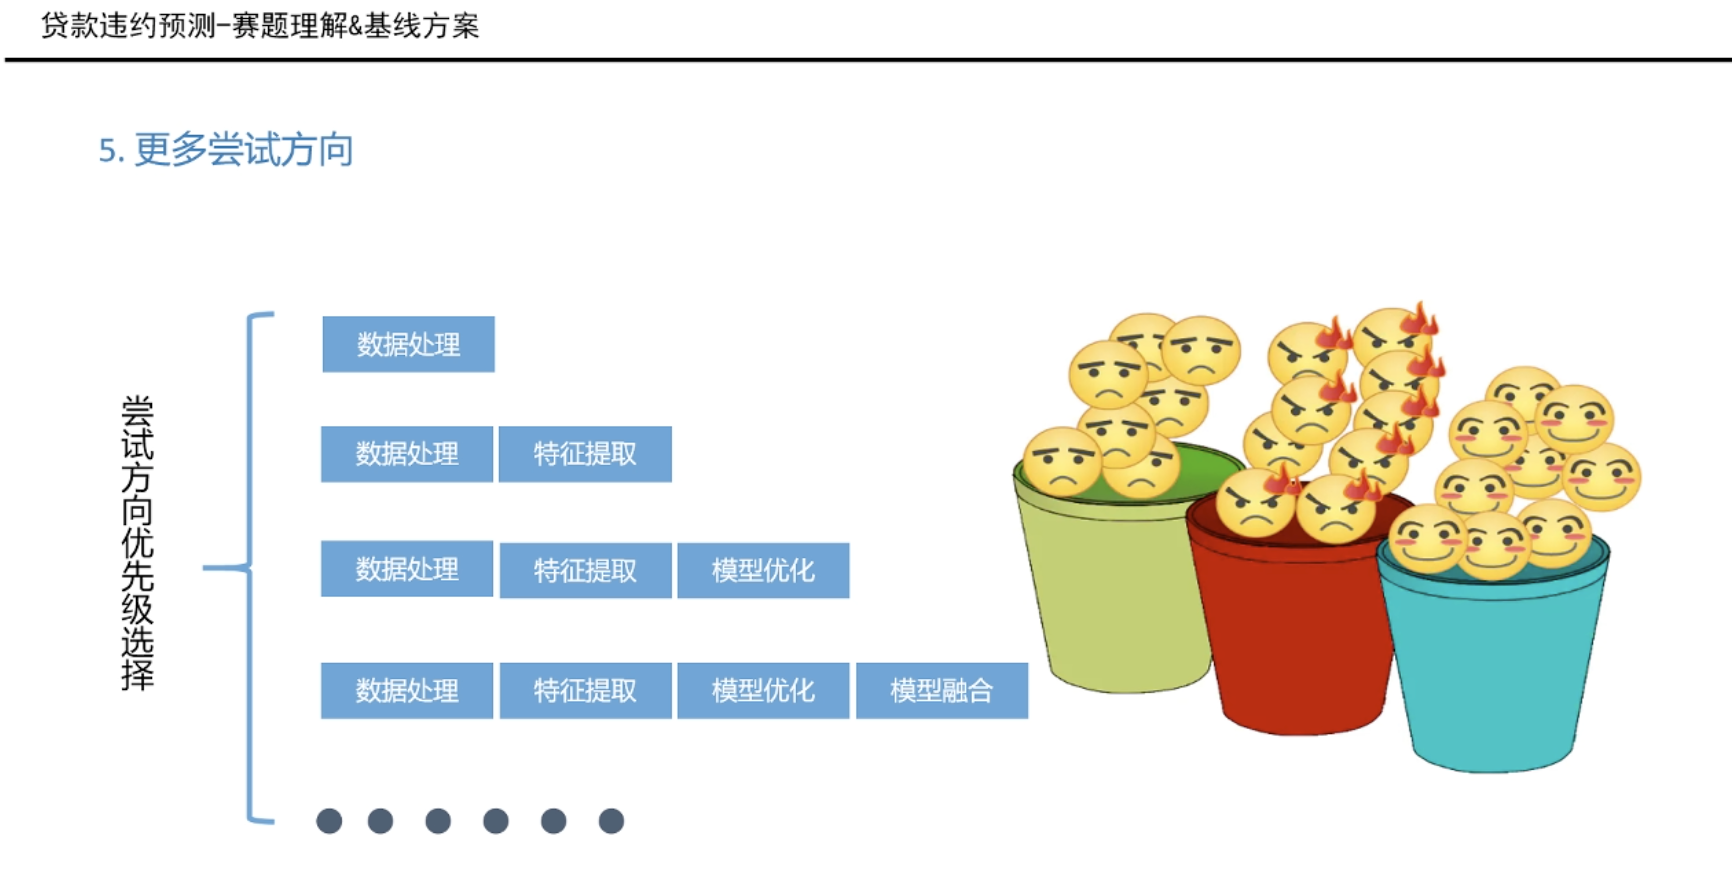 贷款违约预测-赛题理解&基线方案
5. 更多尝试方向
尝试方向优先级选择
数据处理
数据处理 特征提取
数据处理 特征提取 模型优化
数据处理 特征提取 模型优化 模型融合